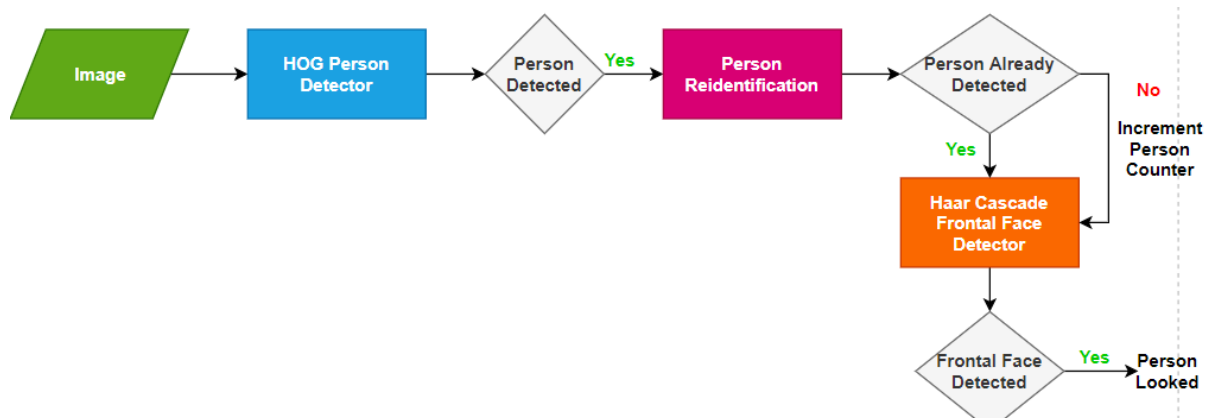 Image
HOG Person
Detector
Person
Detected
Yes
Person
Reidentification
Person Already
Detected
No
Increment
Person
Counter
Yes
Haar Cascade
Frontal Face
Detector
Frontal Face
Detected
Yes
Person
Looked